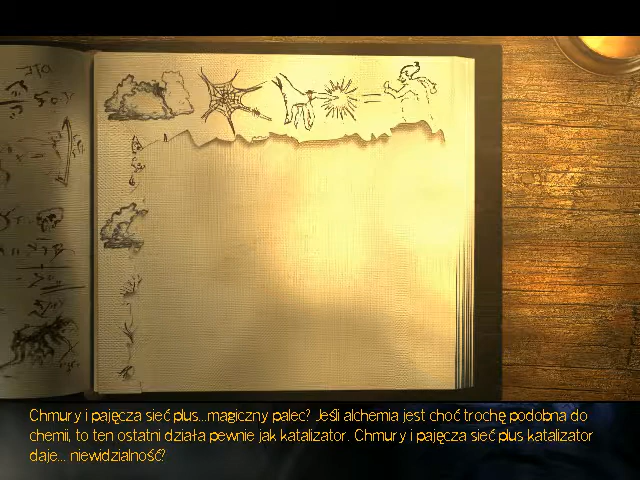 Chmury i pajęcza sieć plus...magiczny palec? Jeśli alchemia jest choć trochę podobna do
chemii, to ten ostatni działa pewnie jak katalizator. Chmury i pajęcza sieć plus katalizator
daje... niewidzialność?